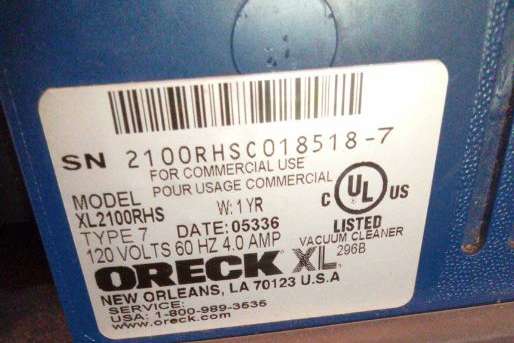 SN 2100RHSC018518-7
FOR COMMERCIAL USE
POUR USAGE COMMERCIAL
MODEL
XL2100RHS W: 1 YR
TYPE 7 DATE: 05336
120 VOLTS 60 HZ 4.0 AMP
C UL US
LISTED
VACUUM CLEANER
296B
ORECK XL
NEW ORLEANS, LA 70123 U.S.A
SERVICE:
USA: 1-800-989-3535
www.oreck.com